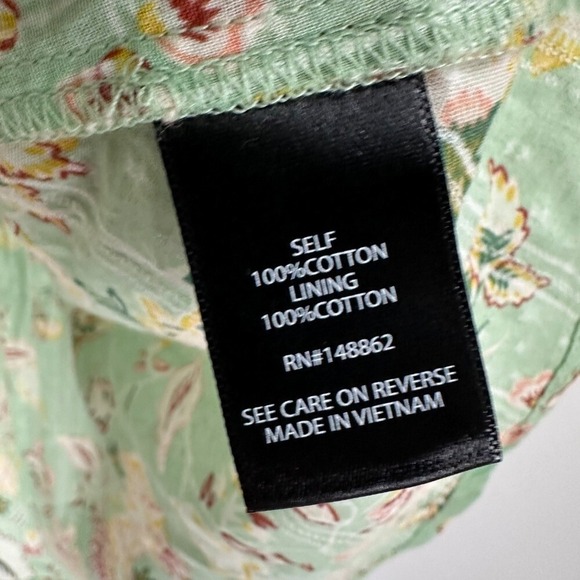 SELF
100%COTTON
LINING
100%COTTON
RN#148862
SEE CARE ON REVERSE
MADE IN VIETNAM